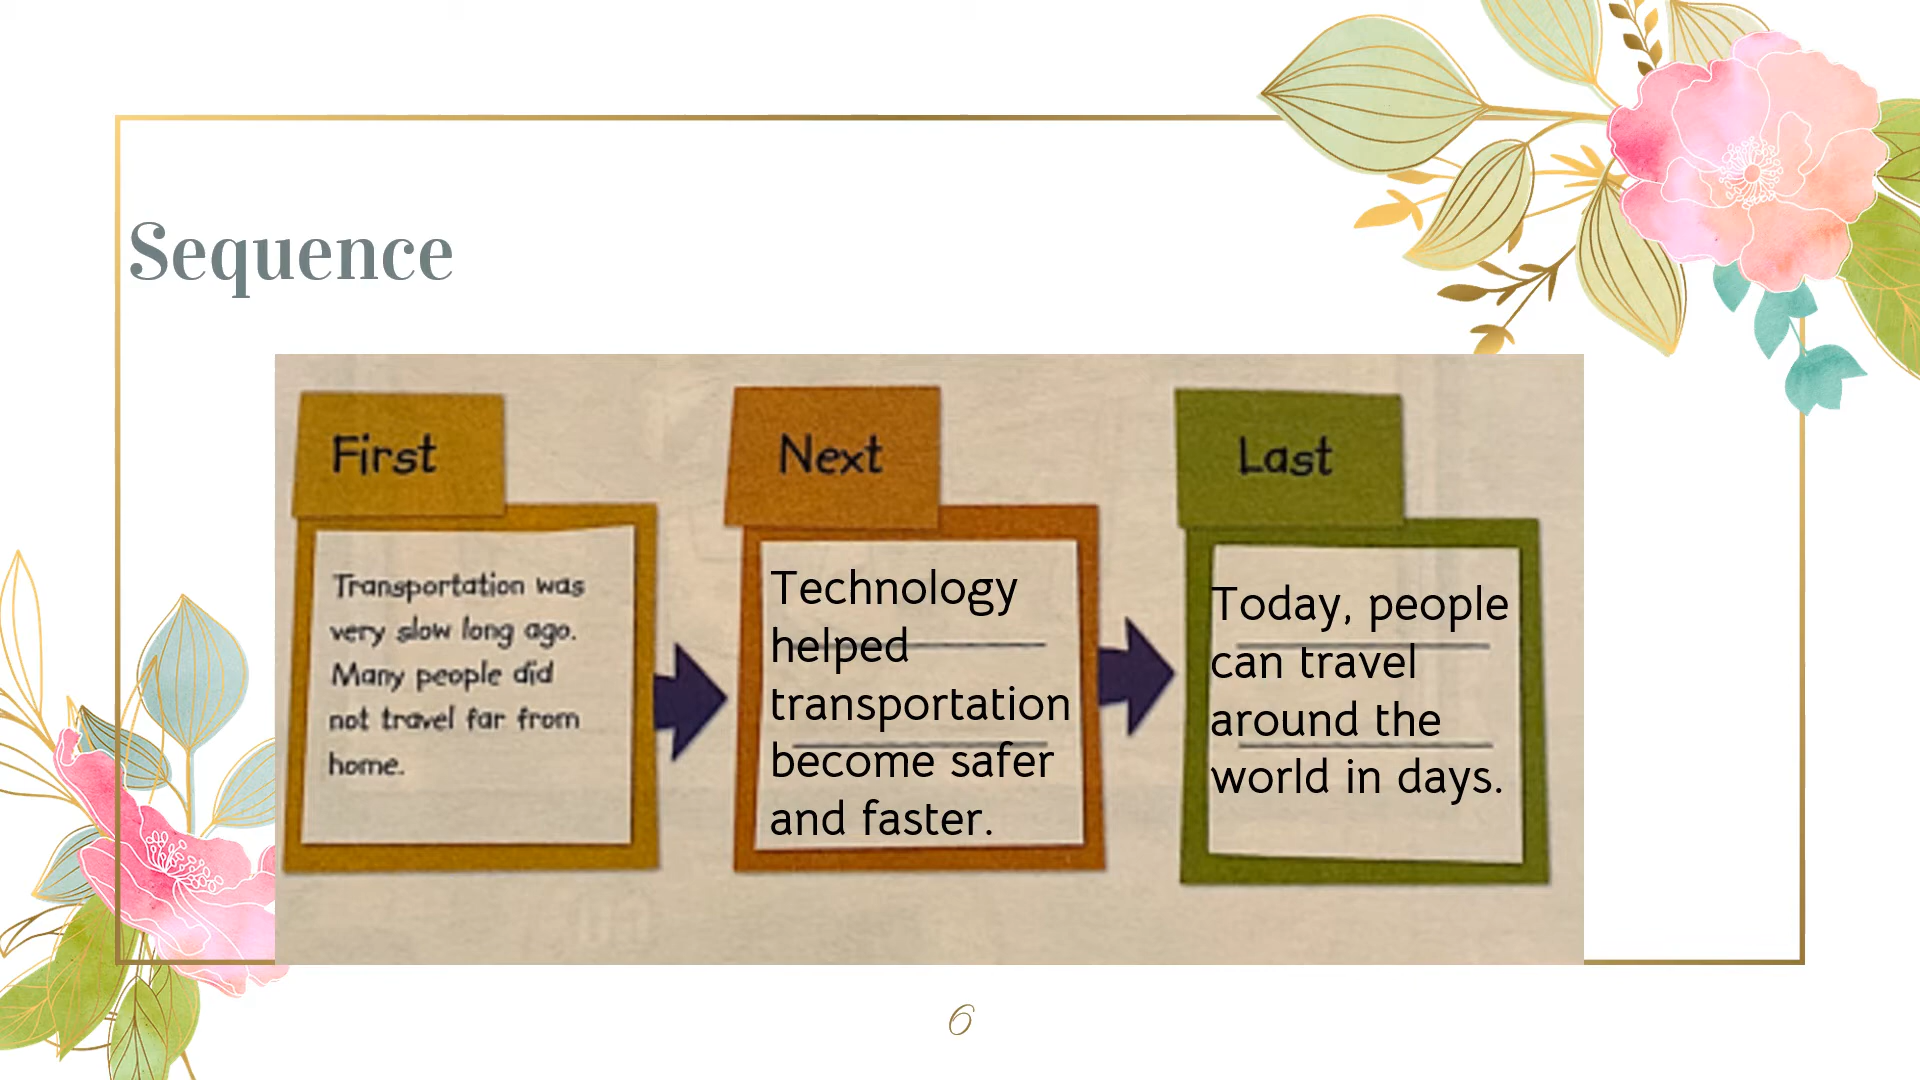 Sequence
First
Transportation was
very slow long ago.
Many people did
not travel far from
home.
Next
Technology
helped
transportation
become safer
and faster.
Last
Today, people
can travel
around the
world in days.
6